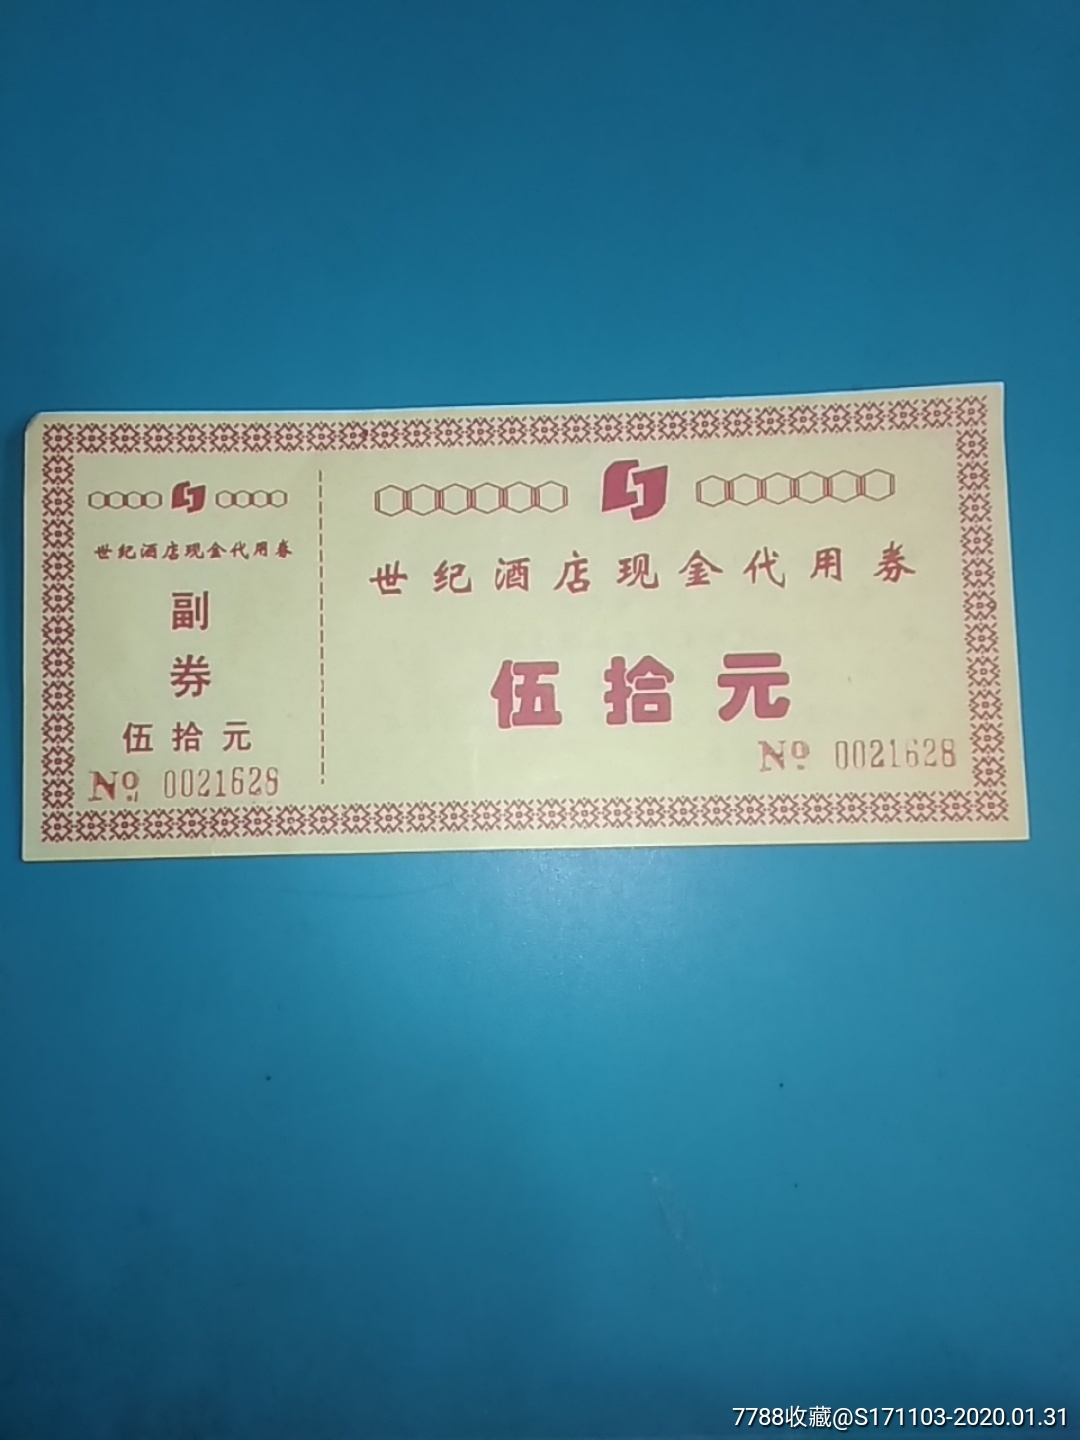 世纪酒店现金代用券
副
券
伍拾元
No 0021628
世纪酒店现金代用券
伍拾元
No 0021628
7788收藏@S171103-2020.01.31